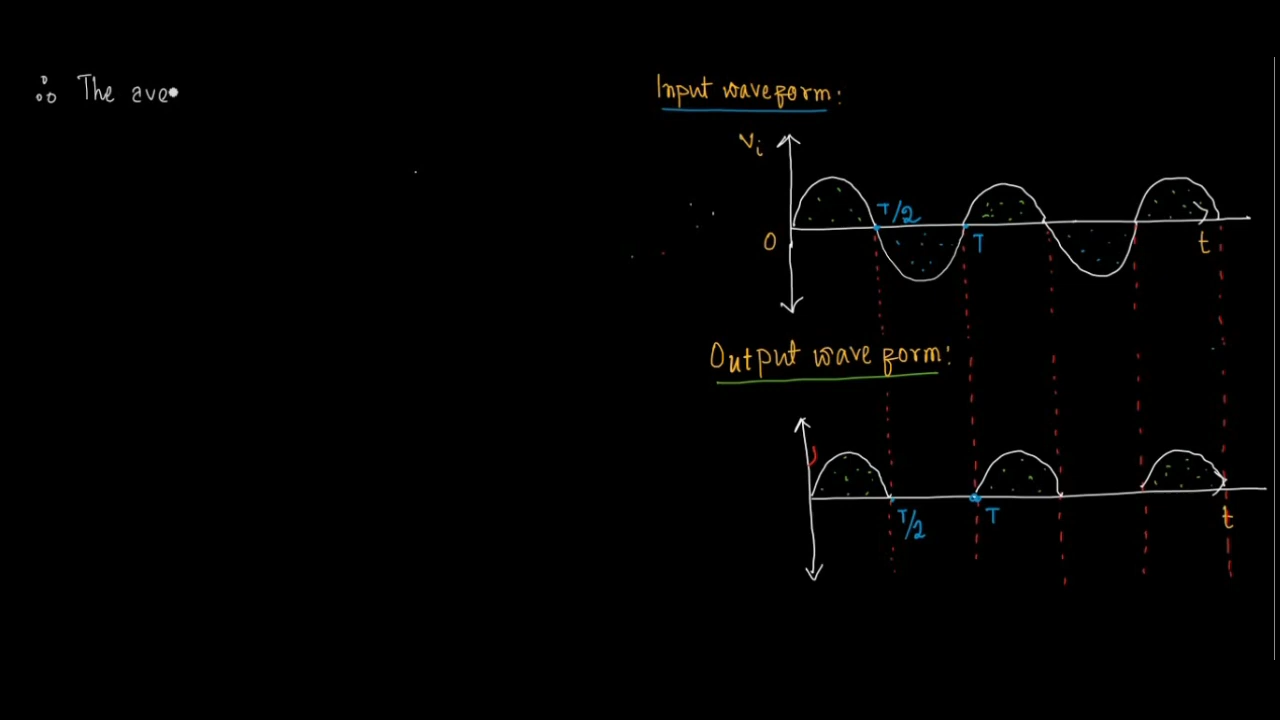 ∴ The ave
Input waveform:
Vi
T/2
0
T
t
Output wave form:
T/2
T
t